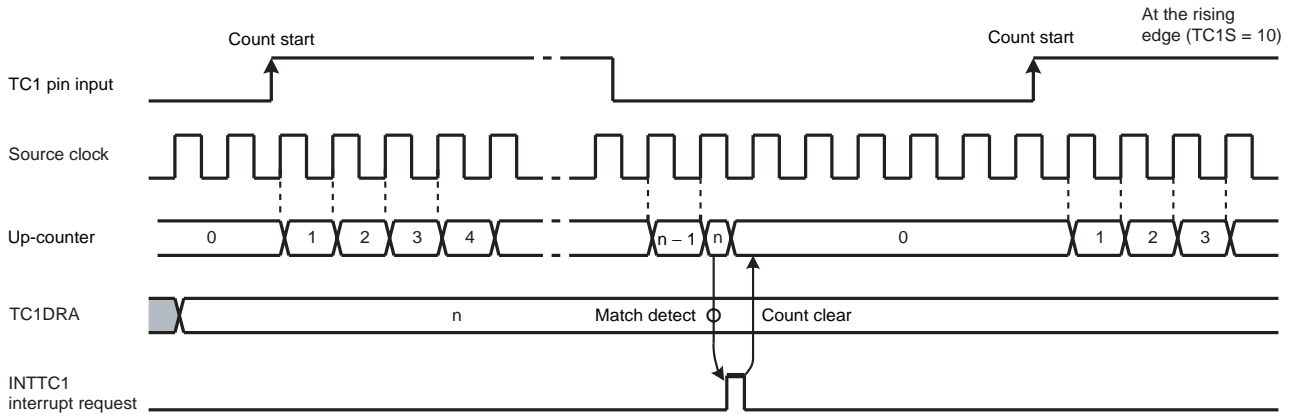 At the rising
edge (TC1S = 10)
Count start
Count start
TC1 pin input
Source clock
Up-counter
0
1
2
3
4
n – 1
n
0
1
2
3
TC1DRA
n
Match detect
Count clear
INTTC1
interrupt request